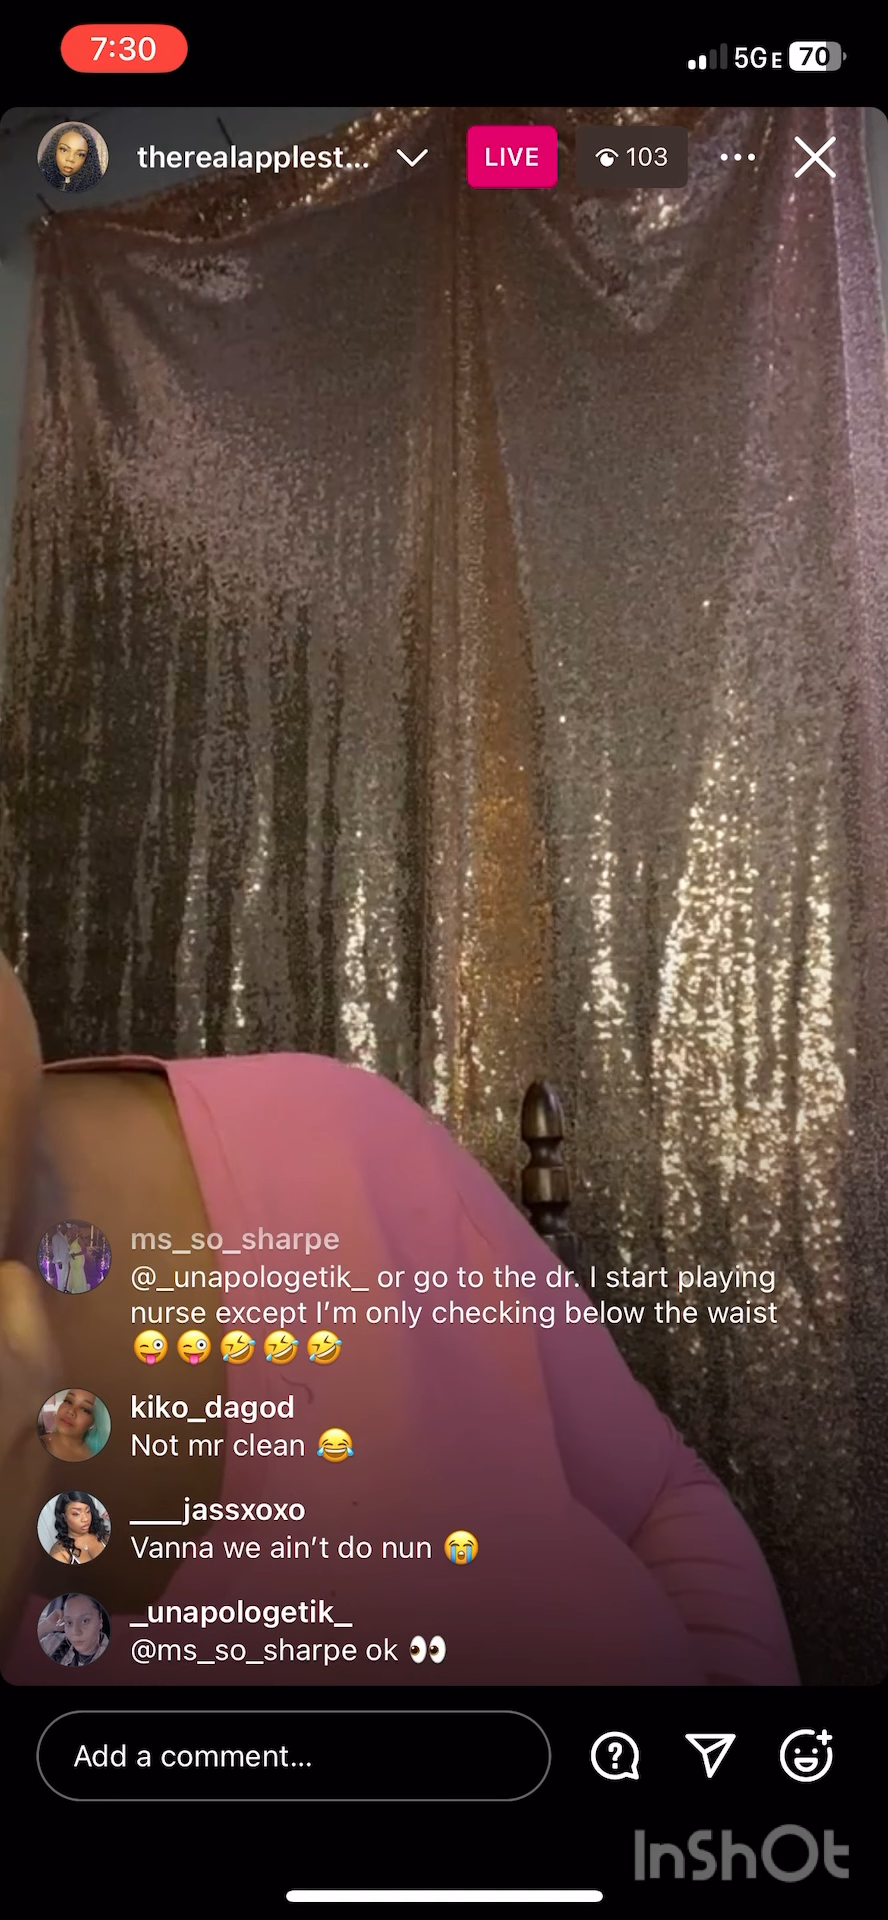 7:30
5GE 70
therealapplest... LIVE 103
ms_so_sharpe
@_unapologetik_ or go to the dr. I start playing
nurse except I’m only checking below the waist
😜😜🤣🤣🤣
kiko_dagod
Not mr clean 😂
___jassxoxo
Vanna we ain’t do nun 😭
_unapologetik_
@ms_so_sharpe ok 👀
Add a comment...
InShOt